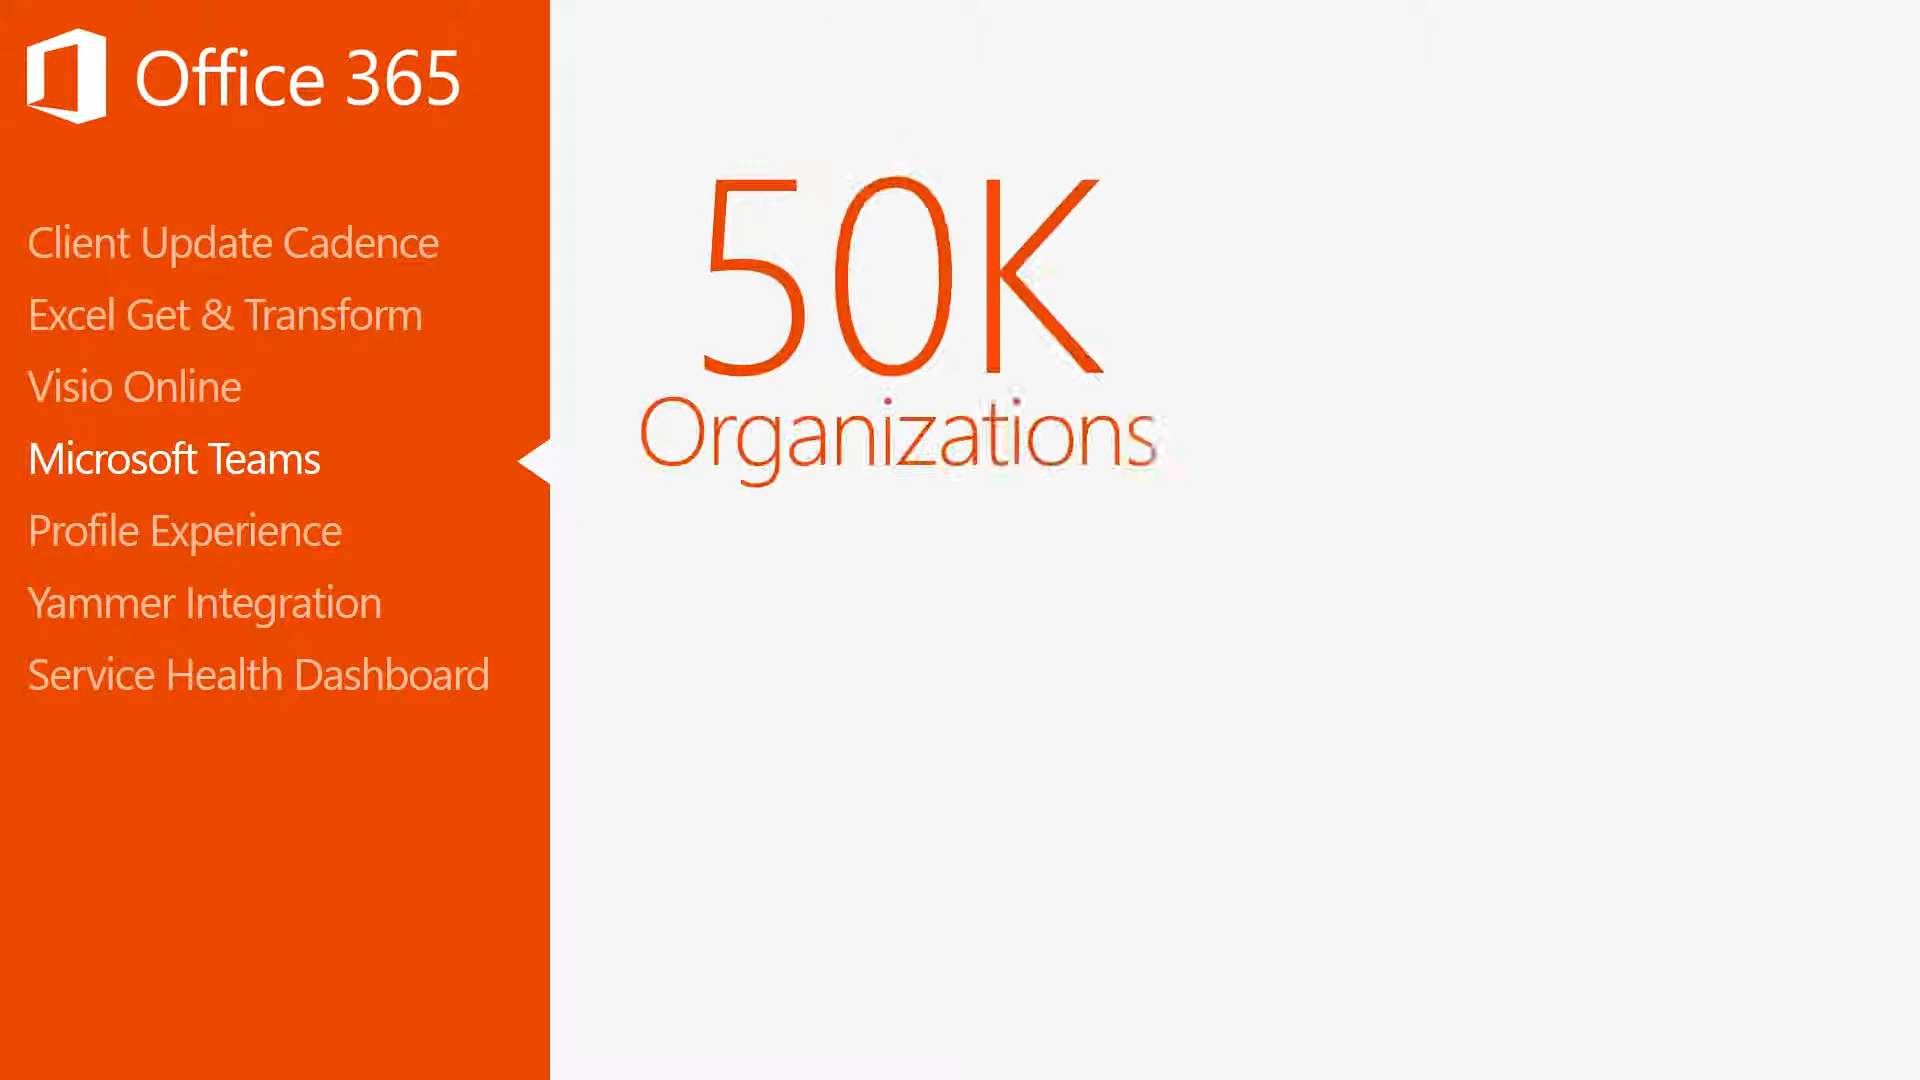 Office 365
Client Update Cadence
Excel Get & Transform
Visio Online
Microsoft Teams
Profile Experience
Yammer Integration
Service Health Dashboard
50K
Organizations